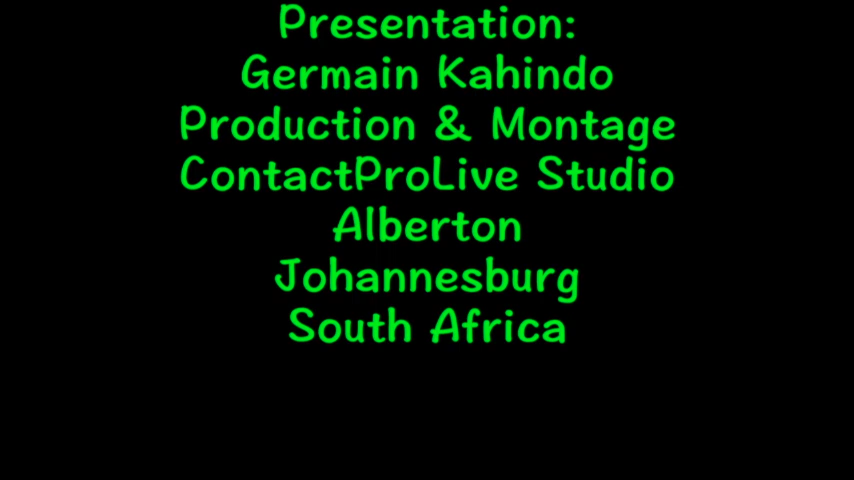 Presentation:
Germain Kahindo
Production & Montage
ContactProLive Studio
Alberton
Johannesburg
South Africa